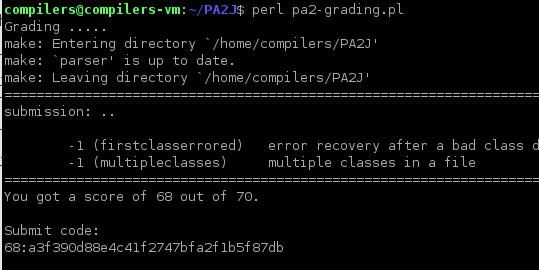 compilers@compilers-vm:~/PA2J$ perl pa2-grading.pl
Grading .....
make: Entering directory `/home/compilers/PA2J'
make: `parser' is up to date.
make: Leaving directory `/home/compilers/PA2J'
=====================================================================
submission: ..
-1 (firstclasserrored) error recovery after a bad class d
-1 (multipleclasses) multiple classes in a file
=====================================================================
You got a score of 68 out of 70.
Submit code:
68:a3f390d88e4c41f2747bfa2f1b5f87db